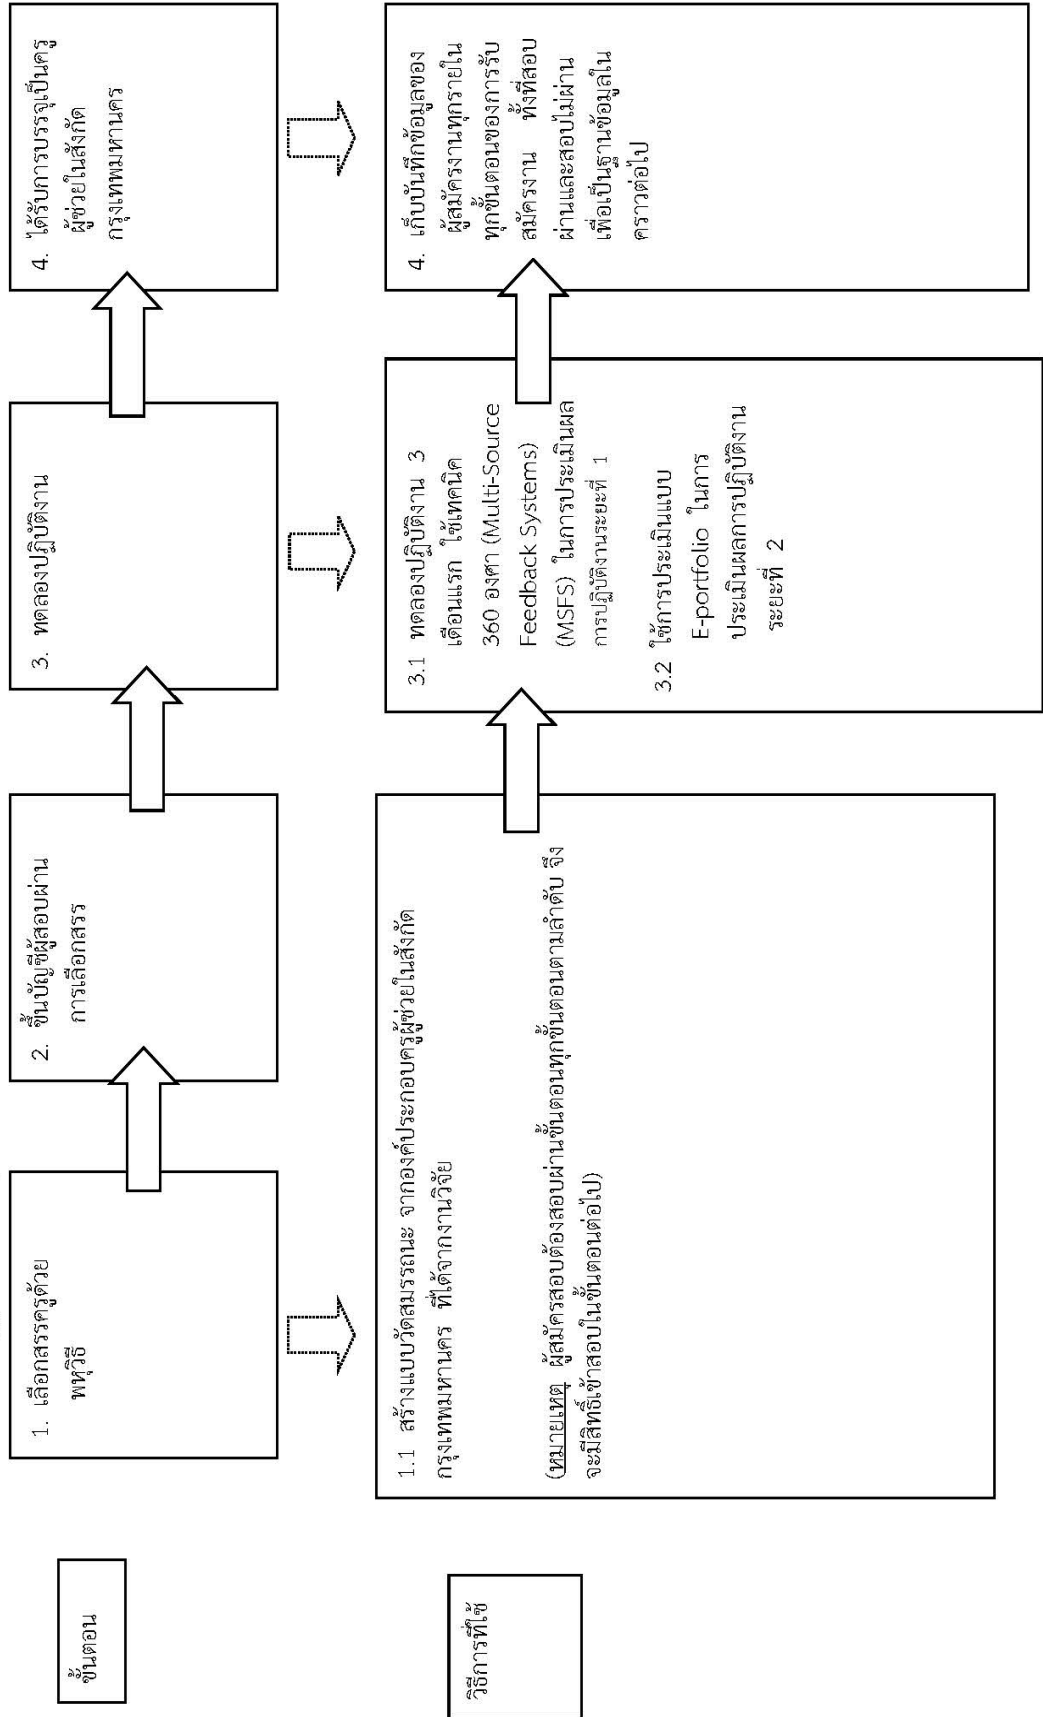 ขั้นตอน
1. เลือกสรรครูด้วย
พหุวิธี
2. ขึ้นบัญชีผู้สอบผ่าน
การเลือกสรร
3. ทดลองปฏิบัติงาน
4. ได้รับการบรรจุเป็นครู
ผู้ช่วยในสังกัด
กรุงเทพมหานคร
วิธีการที่ใช้
1.1 สร้างแบบวัดสมรรถนะ จากองค์ประกอบครูผู้ช่วยในสังกัด
กรุงเทพมหานคร ที่ได้จากงานวิจัย
(หมายเหตุ ผู้สมัครสอบต้องสอบผ่านขั้นตอนทุกขั้นตอนตามลำดับ จึง
จะมีสิทธิ์เข้าสอบในขั้นตอนต่อไป)
3.1 ทดลองปฏิบัติงาน 3
เดือนแรก ใช้เทคนิค
360 องศา (Multi-Source
Feedback Systems)
(MSFS) ในการประเมินผล
การปฏิบัติงานระยะที่ 1
3.2 ใช้การประเมินแบบ
E-portfolio ในการ
ประเมินผลการปฏิบัติงาน
ระยะที่ 2
4. เก็บบันทึกข้อมูลของ
ผู้สมัครงานทุกรายใน
ทุกขั้นตอนของการรับ
สมัครงาน ทั้งที่สอบ
ผ่านและสอบไม่ผ่าน
เพื่อเป็นฐานข้อมูลใน
คราวต่อไป